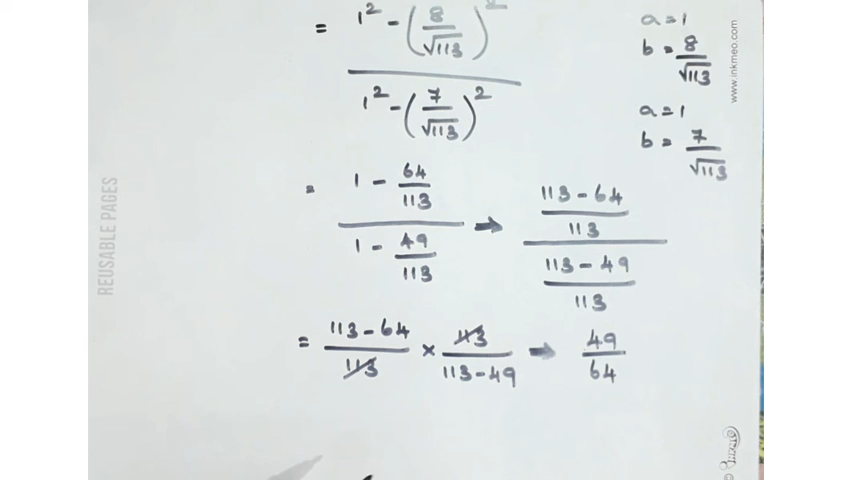 = 1² - (8/√113)² / 1² - (7/√113)²
a = 1
b = 8/√113
a = 1
b = 7/√113
= 1 - 64/113 / 1 - 49/113 → 113 - 64/113 / 113 - 49/113
= 113 - 64/113 × 113/113 - 49 → 49/64
REUSABLE PAGES
www.inkmeo.com
INKMEO